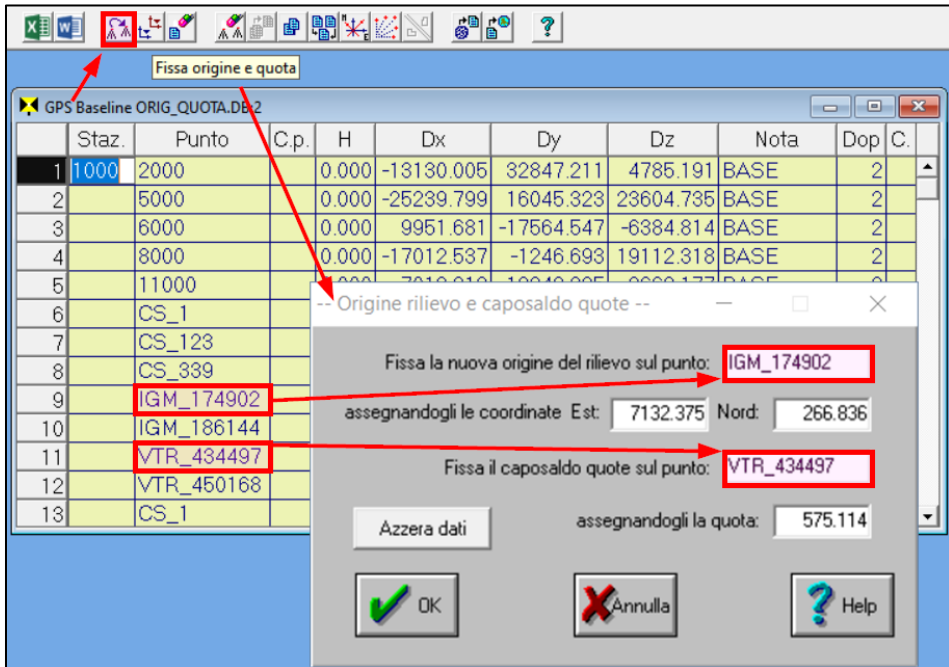 Fissa origine e quota
GPS Baseline ORIG_QUOTA.DB:2
Staz. Punto C.p. H Dx Dy Dz Nota Dop C.
1 1000 2000 0.000 -13130.005 32847.211 4785.191 BASE 2
2 5000 0.000 -25239.799 16045.323 23604.735 BASE 2
3 6000 0.000 9951.681 -17564.547 -6384.814 BASE 2
4 8000 0.000 -17012.537 -1246.693 19112.318 BASE 2
5 11000
6 CS_1
7 CS_123
8 CS_339
9 IGM_174902
10 IGM_186144
11 VTR_434497
12 VTR_450168
13 CS_1
-- Origine rilievo e caposaldo quote --
Fissa la nuova origine del rilievo sul punto: IGM_174902
assegnandogli le coordinate Est: 7132.375 Nord: 266.836
Fissa il caposaldo quote sul punto: VTR_434497
Azzera dati assegnandogli la quota: 575.114
OK Annulla Help